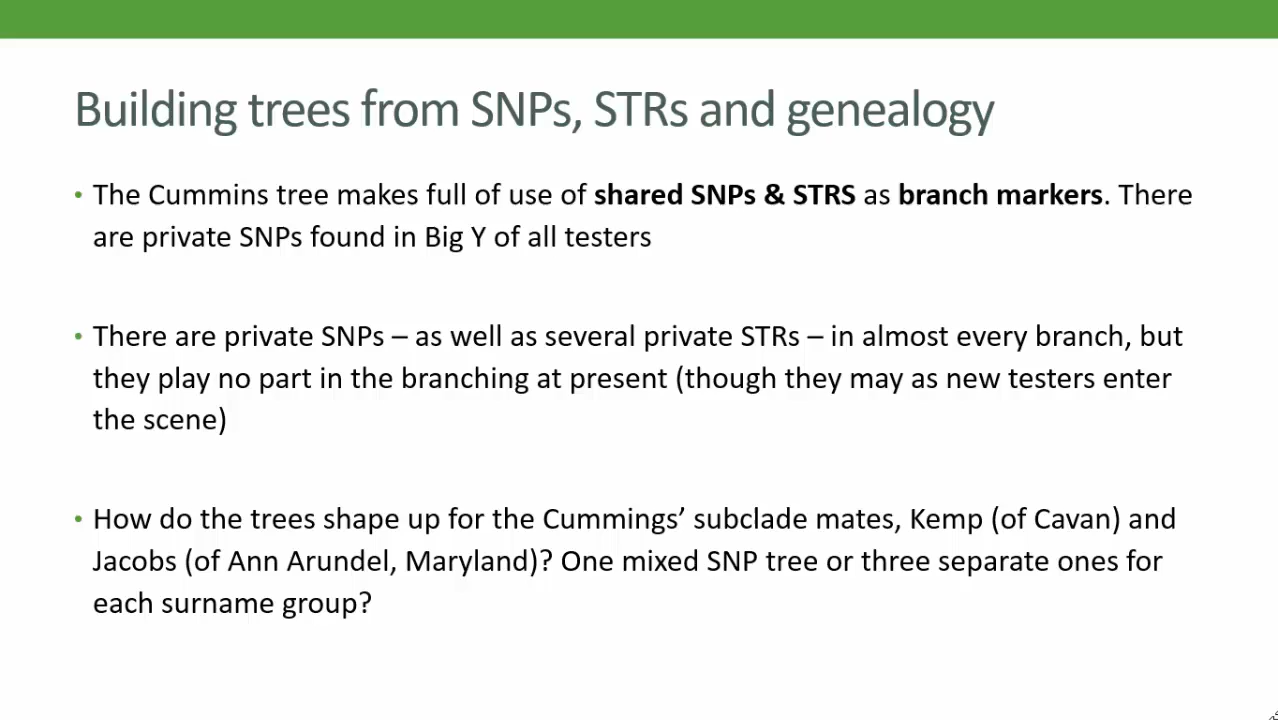 Building trees from SNPs, STRs and genealogy
• The Cummins tree makes full of use of shared SNPs & STRS as branch markers. There
are private SNPs found in Big Y of all testers
• There are private SNPs – as well as several private STRs – in almost every branch, but
they play no part in the branching at present (though they may as new testers enter
the scene)
• How do the trees shape up for the Cummings’ subclade mates, Kemp (of Cavan) and
Jacobs (of Ann Arundel, Maryland)? One mixed SNP tree or three separate ones for
each surname group?